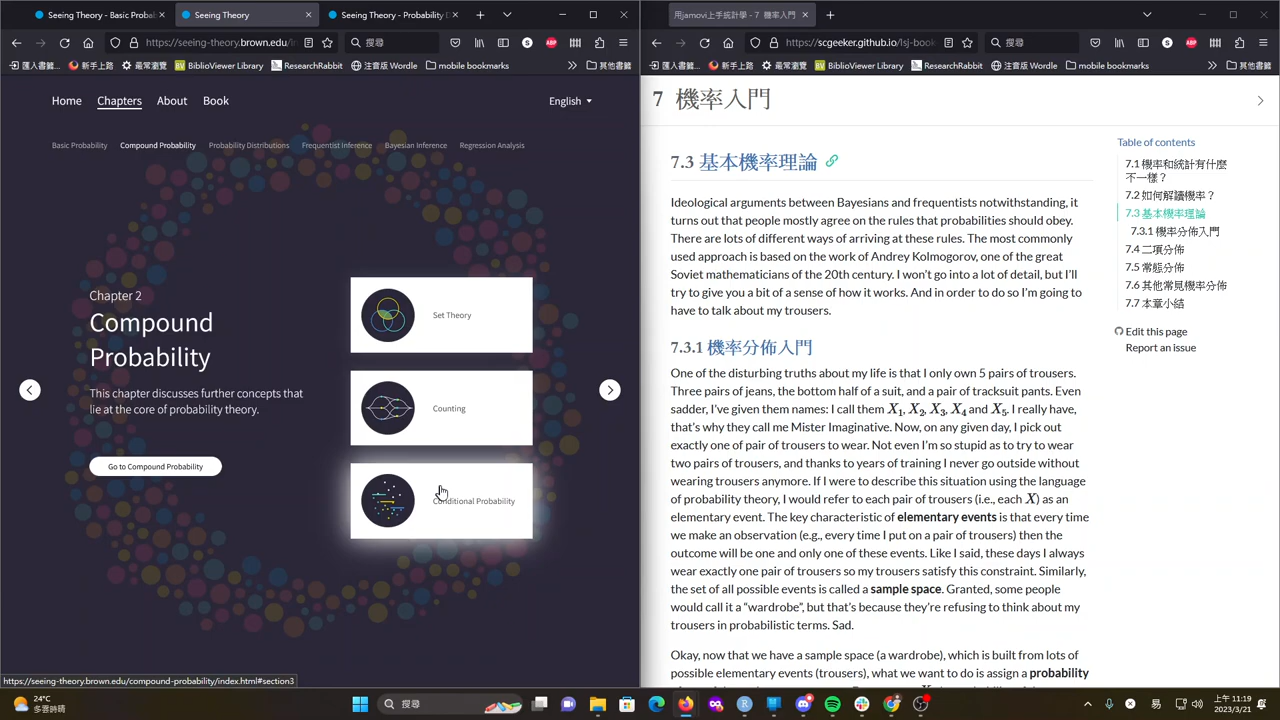 Seeing Theory - Basic Probab
Seeing Theory
Seeing Theory - Probability D
https://seeing-theory.brown.edu/in
搜尋
匯入書籤...
新手上路
最常瀏覽
BiblioViewer Library
ResearchRabbit
注音版 Wordle
mobile bookmarks
其他書籤
Home
Chapters
About
Book
English
Basic Probability
Compound Probability
Probability Distributions
Frequentist Inference
Bayesian Inference
Regression Analysis
Chapter 2
Compound
Probability
This chapter discusses further concepts that
lie at the core of probability theory.
Go to Compound Probability
Set Theory
Counting
Conditional Probability
https://seeing-theory.brown.edu/compound-probability/index.html#section3
用jamovi上手統計學 - 7 機率入門
https://scgeeker.github.io/lsj-book
搜尋
匯入書籤...
新手上路
最常瀏覽
BiblioViewer Library
ResearchRabbit
注音版 Wordle
mobile bookmarks
其他書籤
7 機率入門
7.3 基本機率理論
Ideological arguments between Bayesians and frequentists notwithstanding, it
turns out that people mostly agree on the rules that probabilities should obey.
There are lots of different ways of arriving at these rules. The most commonly
used approach is based on the work of Andrey Kolmogorov, one of the great
Soviet mathematicians of the 20th century. I won't go into a lot of detail, but I'll
try to give you a bit of a sense of how it works. And in order to do so I'm going to
have to talk about my trousers.
7.3.1 機率分佈入門
One of the disturbing truths about my life is that I only own 5 pairs of trousers.
Three pairs of jeans, the bottom half of a suit, and a pair of tracksuit pants. Even
sadder, I've given them names: I call them X1, X2, X3, X4 and X5. I really have,
that's why they call me Mister Imaginative. Now, on any given day, I pick out
exactly one of pair of trousers to wear. Not even I'm so stupid as to try to wear
two pairs of trousers, and thanks to years of training I never go outside without
wearing trousers anymore. If I were to describe this situation using the language
of probability theory, I would refer to each pair of trousers (i.e., each X) as an
elementary event. The key characteristic of elementary events is that every time
we make an observation (e.g., every time I put on a pair of trousers) then the
outcome will be one and only one of these events. Like I said, these days I always
wear exactly one pair of trousers so my trousers satisfy this constraint. Similarly,
the set of all possible events is called a sample space. Granted, some people
would call it a "wardrobe", but that's because they're refusing to think about my
trousers in probabilistic terms. Sad.
Okay, now that we have a sample space (a wardrobe), which is built from lots of
possible elementary events (trousers), what we want to do is assign a probability
Table of contents
7.1 機率和統計有什麼
不一樣？
7.2 如何解讀機率？
7.3 基本機率理論
7.3.1 機率分佈入門
7.4 二項分佈
7.5 常態分佈
7.6 其他常見機率分佈
7.7 本章小結
Edit this page
Report an issue
24°C
多雲時晴
搜尋
上午 11:19
2023/3/21